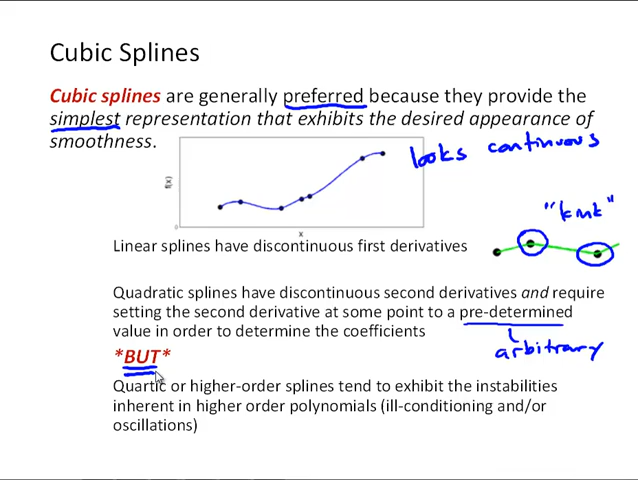 Cubic Splines
Cubic splines are generally preferred because they provide the
simplest representation that exhibits the desired appearance of
smoothness.
looks continuous
f(x)
0
x
"kink"
Linear splines have discontinuous first derivatives
Quadratic splines have discontinuous second derivatives and require
setting the second derivative at some point to a pre-determined
value in order to determine the coefficients
arbitrary
*BUT*
Quartic or higher-order splines tend to exhibit the instabilities
inherent in higher order polynomials (ill-conditioning and/or
oscillations)